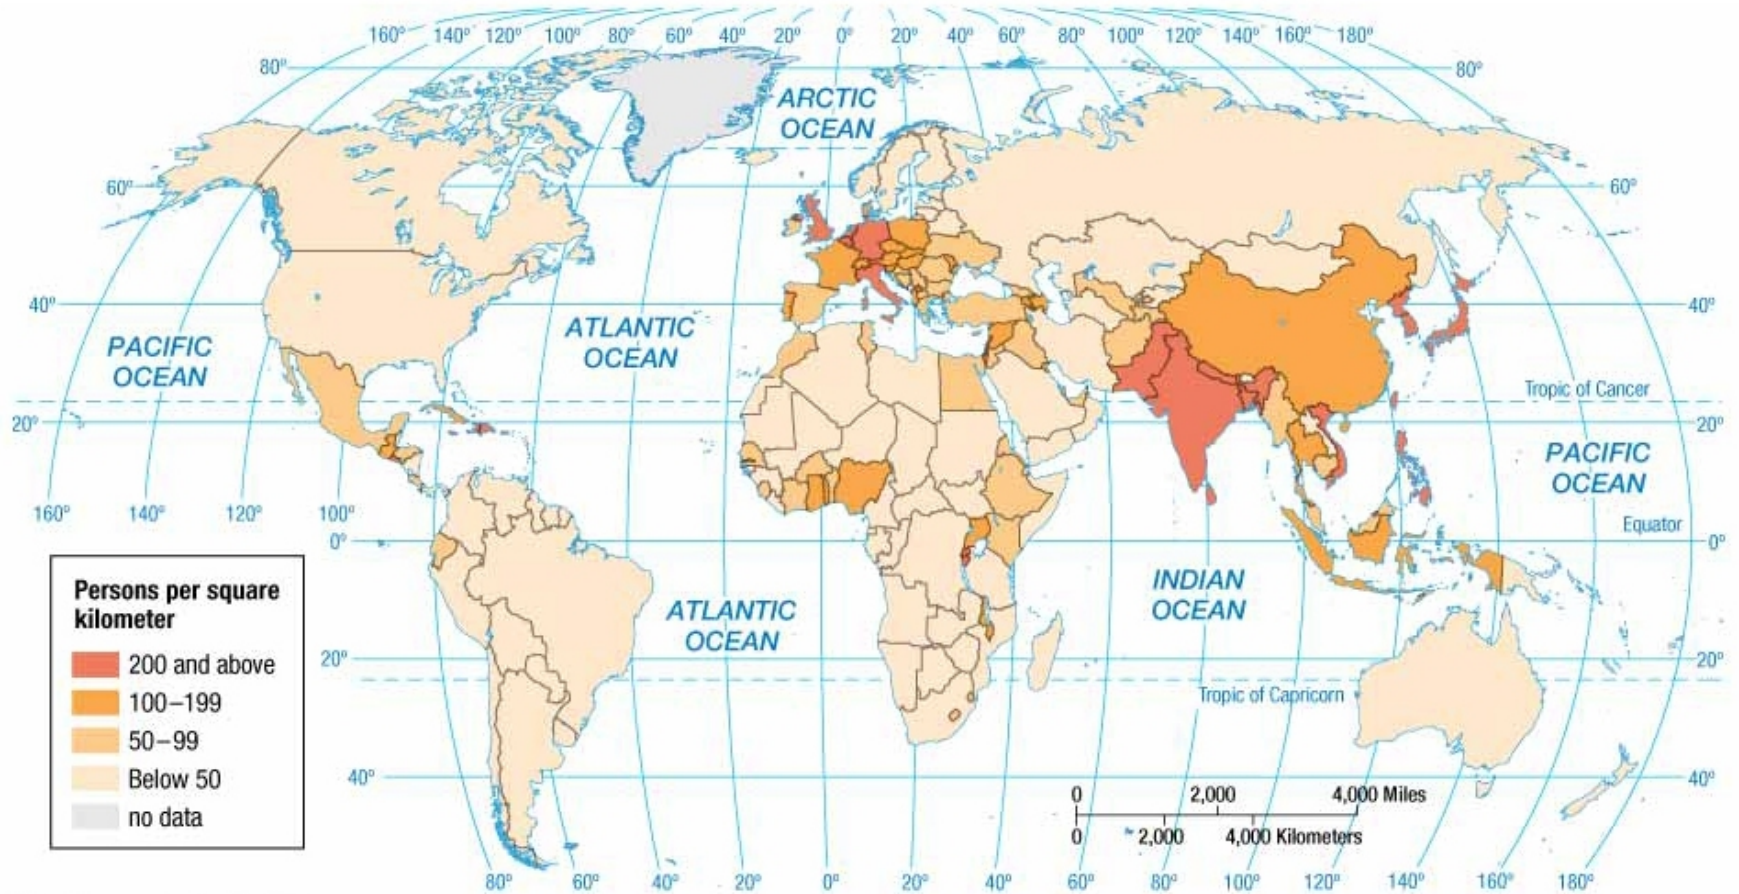 160° 140° 120° 100° 80° 60° 40° 20° 0° 20° 40° 60° 80° 100° 120° 140° 160° 180°
80° 80°
ARCTIC
OCEAN
60° 60°
40° 40°
PACIFIC
OCEAN
ATLANTIC
OCEAN
Tropic of Cancer
20° 20°
PACIFIC
OCEAN
160° 140° 120° 100°
Equator
0° 0°
INDIAN
OCEAN
ATLANTIC
OCEAN
20° 20°
Tropic of Capricorn
40° 40°
Persons per square
kilometer
200 and above
100–199
50–99
Below 50
no data
0 2,000 4,000 Miles
0 2,000 4,000 Kilometers
80° 60° 40° 20° 0° 20° 40° 60° 80° 100° 120° 140° 160° 180°